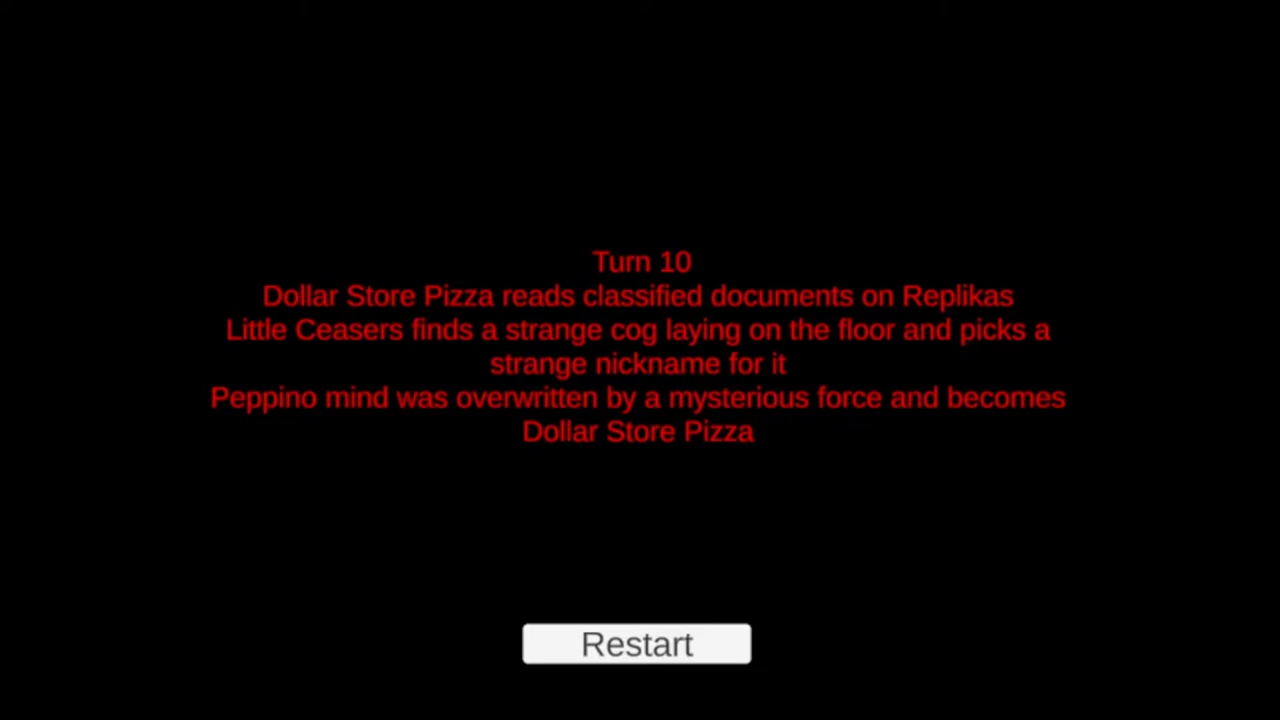 Turn 10
Dollar Store Pizza reads classified documents on Replikas
Little Ceasers finds a strange cog laying on the floor and picks a
strange nickname for it
Peppino mind was overwritten by a mysterious force and becomes
Dollar Store Pizza
Restart